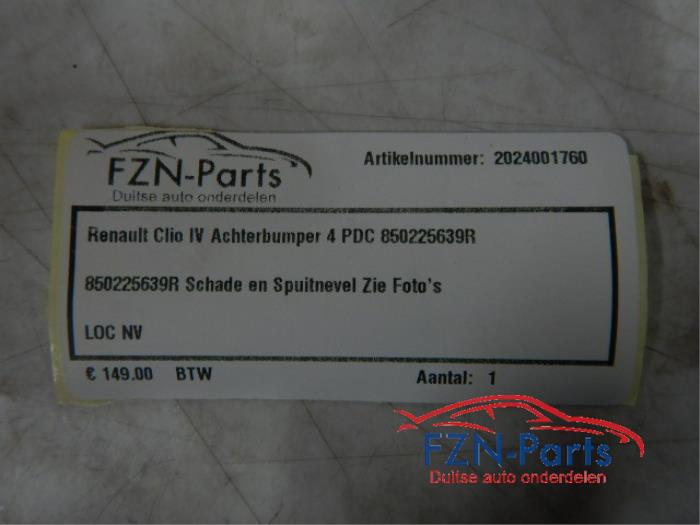 FZN-Parts
Duitse auto onderdelen
Artikelnummer: 2024001760
Renault Clio IV Achterbumper 4 PDC 850225639R
850225639R Schade en Spuitnevel Zie Foto's
LOC NV
€ 149.00 BTW
Aantal: 1
FZN-Parts
Duitse auto onderdelen